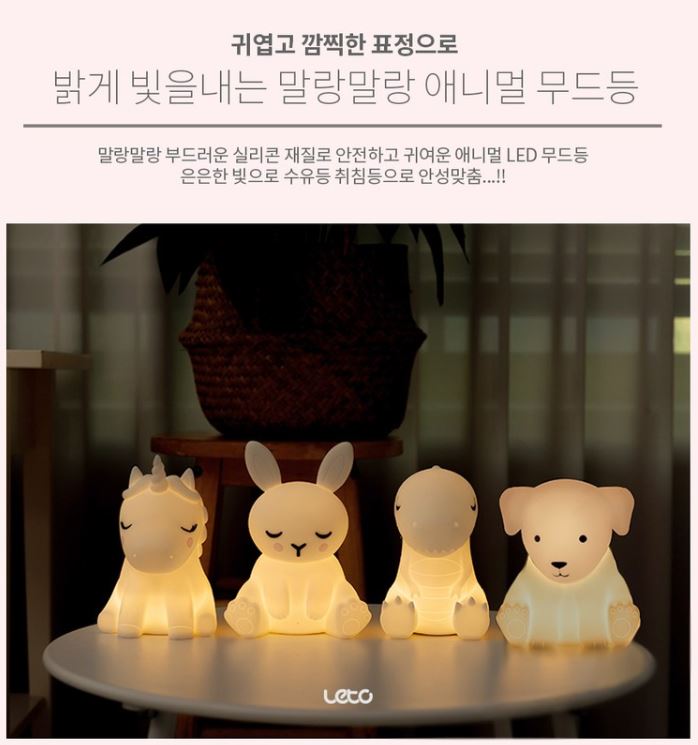 귀엽고 깜찍한 표정으로
밝게 빛을내는 말랑말랑 애니멀 무드등
말랑말랑 부드러운 실리콘 재질로 안전하고 귀여운 애니멀 LED 무드등
은은한 빛으로 수유등 취침등으로 안성맞춤...!!
Leto